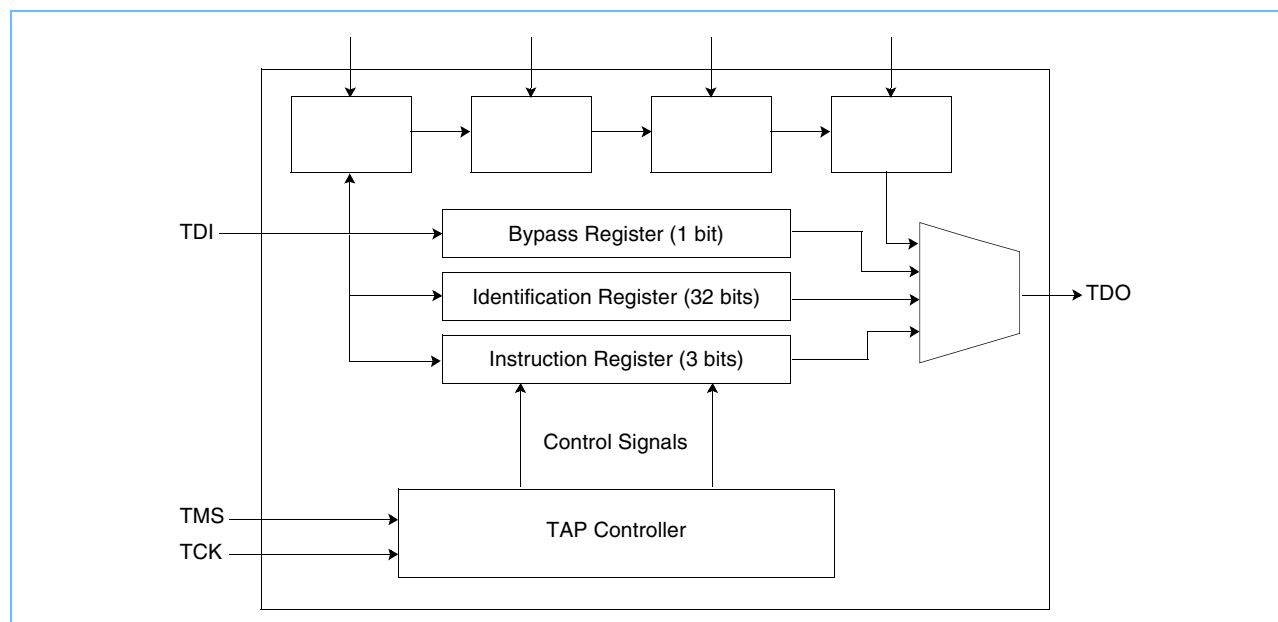 TDI
Bypass Register (1 bit)
Identification Register (32 bits)
TDO
Instruction Register (3 bits)
Control Signals
TMS
TAP Controller
TCK